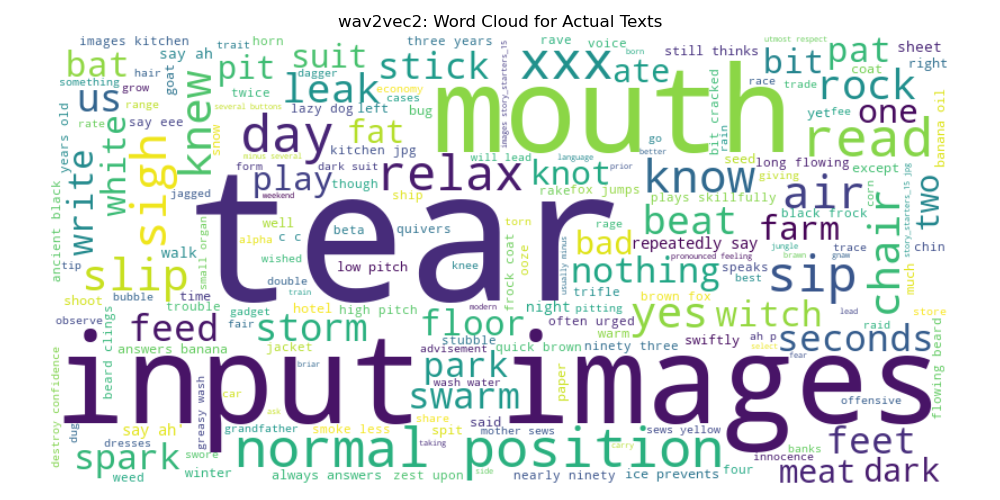 wav2vec2: Word Cloud for Actual Texts
images kitchen
trait
horn
three years
rave
voice
born
utmost respect
say ah
suit
still thinks
pat
sheet
bat
pit
stick
xxx
ate
bit
coat
right
something
hair
goat
dagger
economy
race
trade
rock
grow
twice
leak
cases
mouth
us
range
several buttons
lazy dog
left
bug
yet
fee
one
rate
say eee
knew
snow
day
fat
go
better
bit cracked
rain
read
banana oil
years old
white
minus several
kitchen jpg
images story_starters_15
form
dark suit
will lead
language
prior
seed
long flowing
except
write
sigh
play
though
relax
knot
know
giving
air
corn
story_starters_15 jpg
two
jagged
weekend
rake
fox jumps
plays skillfully
ship
torn
rage
beat
black frock
farm
chair
ancient black
small organ
well
tear
quivers
alpha
c c
beta
bad
repeatedly say
jungle
trace
chin
walk
wished
ooze
pronounced feeling
brawn
gnaw
tip
slip
low pitch
knee
frock coat
usually minus
nothing
speaks
best
sip
much
double
train
trifle
shoot
bubble
time
trouble
hotel
high pitch
modern
night
pitting
brown fox
yes
witch
lead
raid
store
observe
feed
gadget
fair
storm
floor
often urged
warm
swiftly
ah p
select
seconds
beard clings
answers banana
jacket
stubble
advisement
quick brown
ninety three
fear
flowing beard
destroy confidence
input images
briar
park
wash water
paper
greasy wash
car
swarm
offensive
dug
ask
share
said
dresses
say ah'
grandfather
smoke less
spit
mother sews
sews yellow
innocence
feet
swore
normal position
taking
carry
banks
spark
weed
winter
always answers
zest upon
side
nearly ninety
ice prevents
four
meat
dark